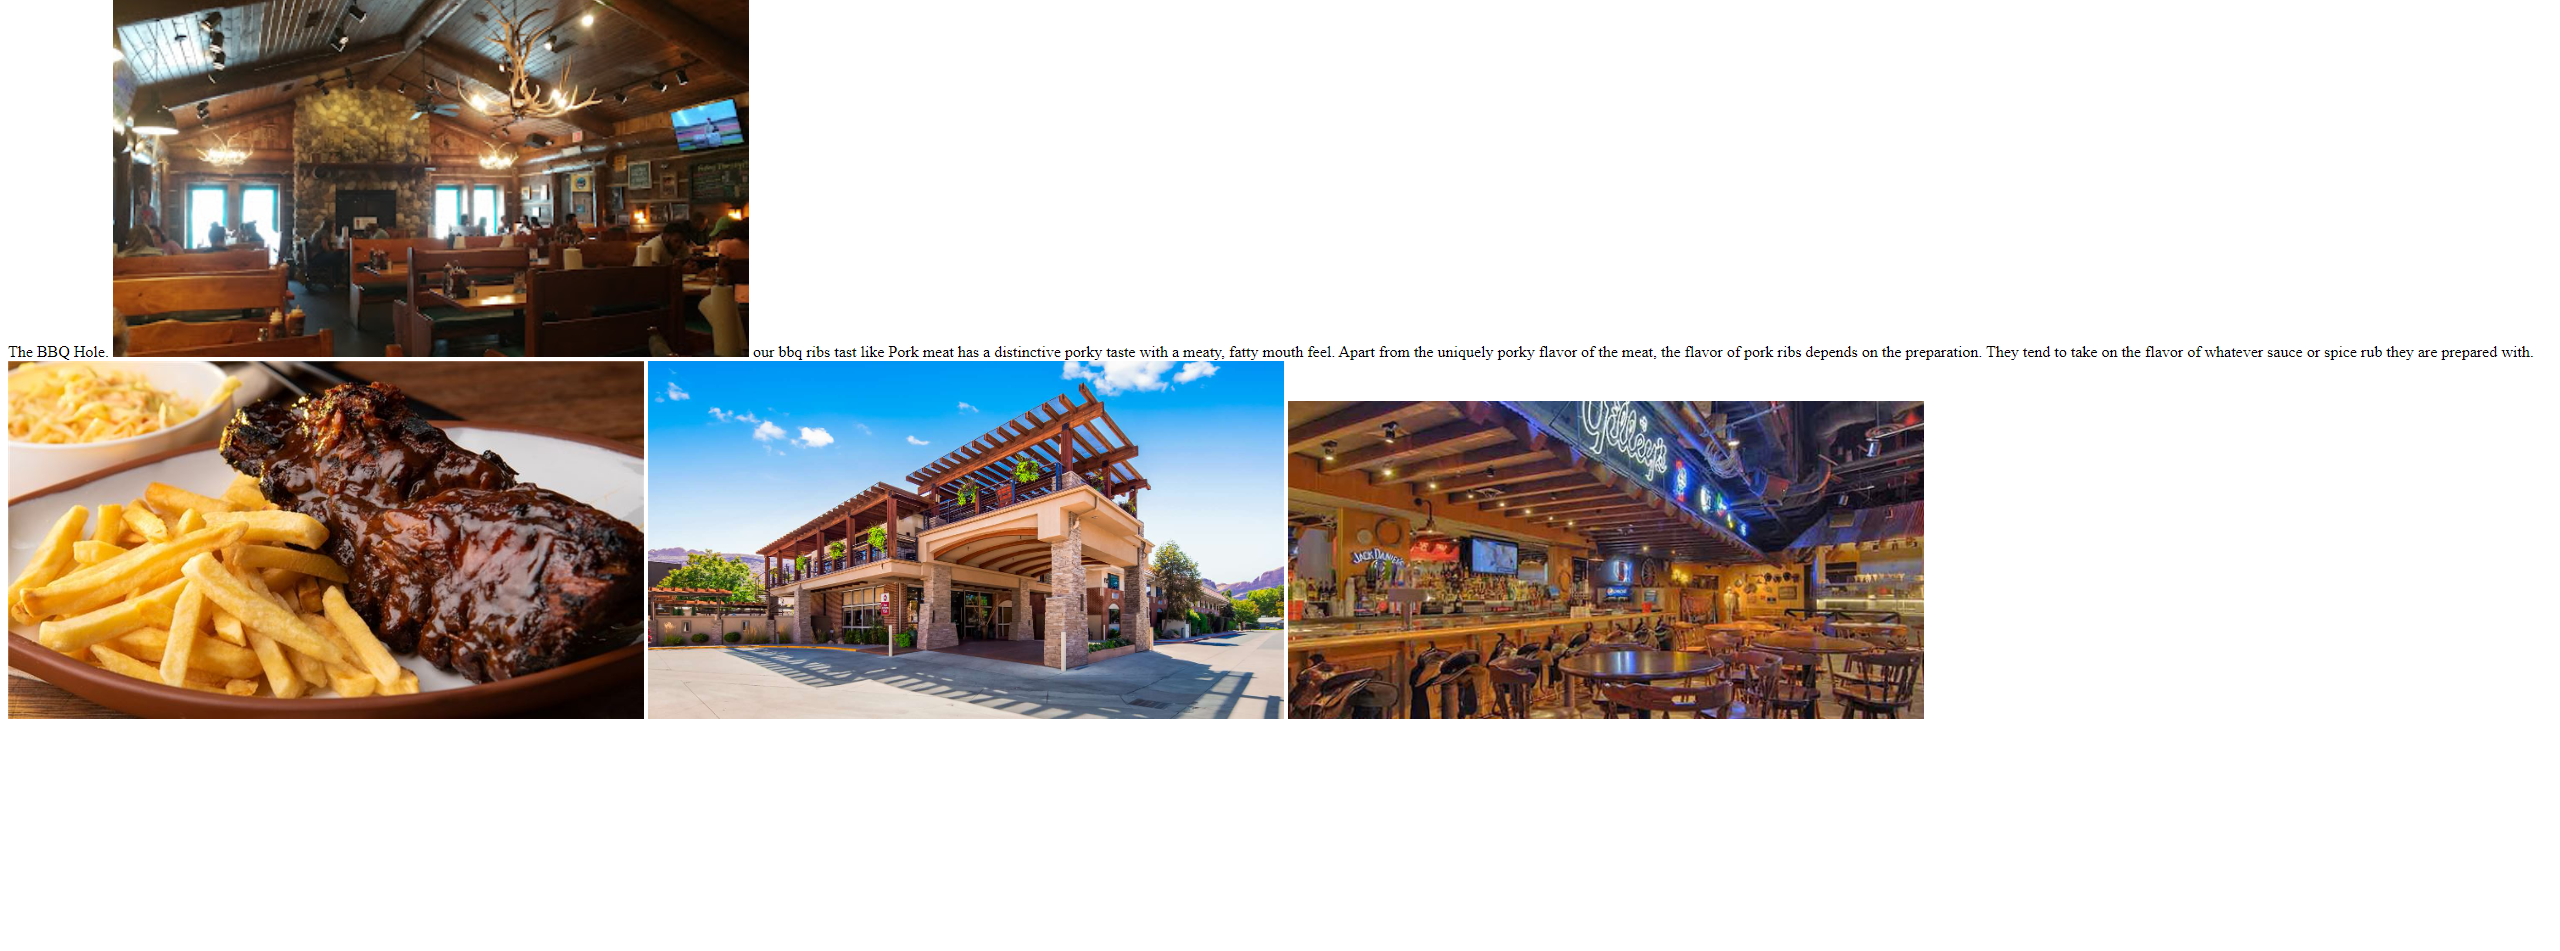 The BBQ Hole. our bbq ribs tast like Pork meat has a distinctive porky taste with a meaty, fatty mouth feel. Apart from the uniquely porky flavor of the meat, the flavor of pork ribs depends on the preparation. They tend to take on the flavor of whatever sauce or spice rub they are prepared with.
Gilley's
JACK DANIEL'S